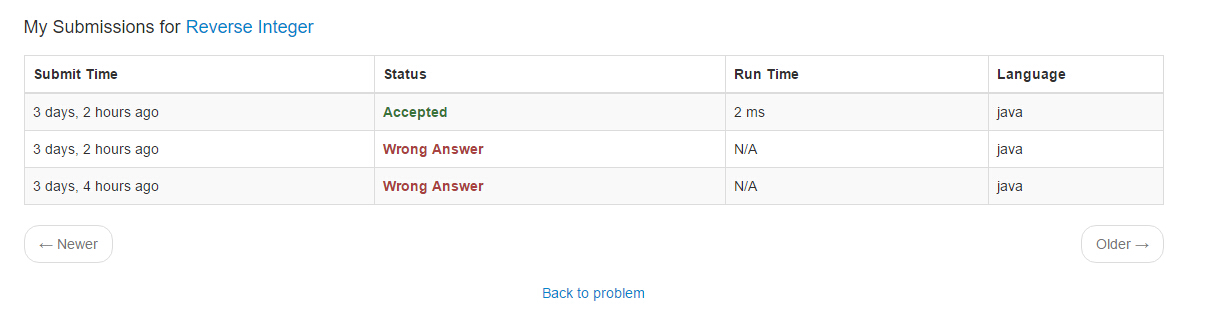 My Submissions for Reverse Integer
Submit Time Status Run Time Language
3 days, 2 hours ago Accepted 2 ms java
3 days, 2 hours ago Wrong Answer N/A java
3 days, 4 hours ago Wrong Answer N/A java
← Newer Older →
Back to problem